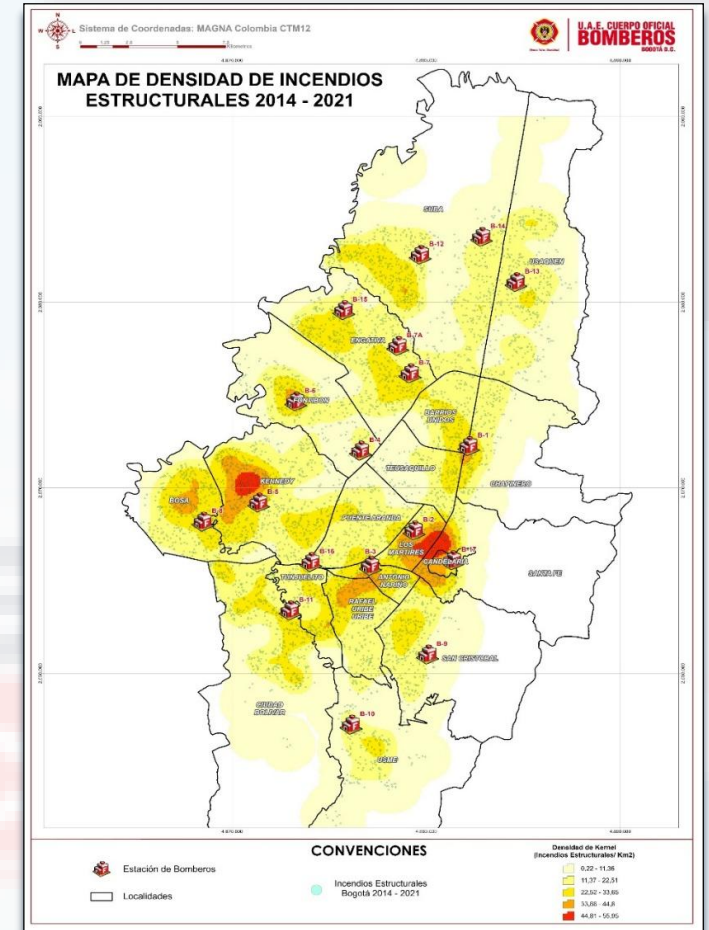 N
S
Sistema de Coordenadas: MAGNA Colombia CTM12
U.A.E. CUERPO OFICIAL
BOMBEROS
BOGOTÁ D.C.
MAPA DE DENSIDAD DE INCENDIOS
ESTRUCTURALES 2014 - 2021
SUBA
B-14
B-12
USAQUEN
B-13
B-7A
ENGATIVA
B-7
B-6
FONTIBON
BARRIOS
UNIDOS
B-1
B-4
TEUSAQUILLO
KENNEDY
CHAPINERO
BOSA
B-5
B-8
PUENTE ARANDA
B-2
LOS
MARTIRES
CANDELARIA
B-16
B-3
SANTA FE
TUNJUELITO
ANTONIO
NARIÑO
B-11
RAFAEL
URIBE
URIBE
B-9
SAN CRISTOBAL
CIUDAD
BOLIVAR
B-10
USME
CONVENCIONES
Estación de Bomberos
Localidades
Incendios Estructurales
Bogotá 2014 - 2021
Densidad de Kernel
(Incendios Estructurales/ Km2)
0,22 - 11,36
11,37 - 22,51
22,52 - 33,65
33,66 - 44,8
44,81 - 55,95